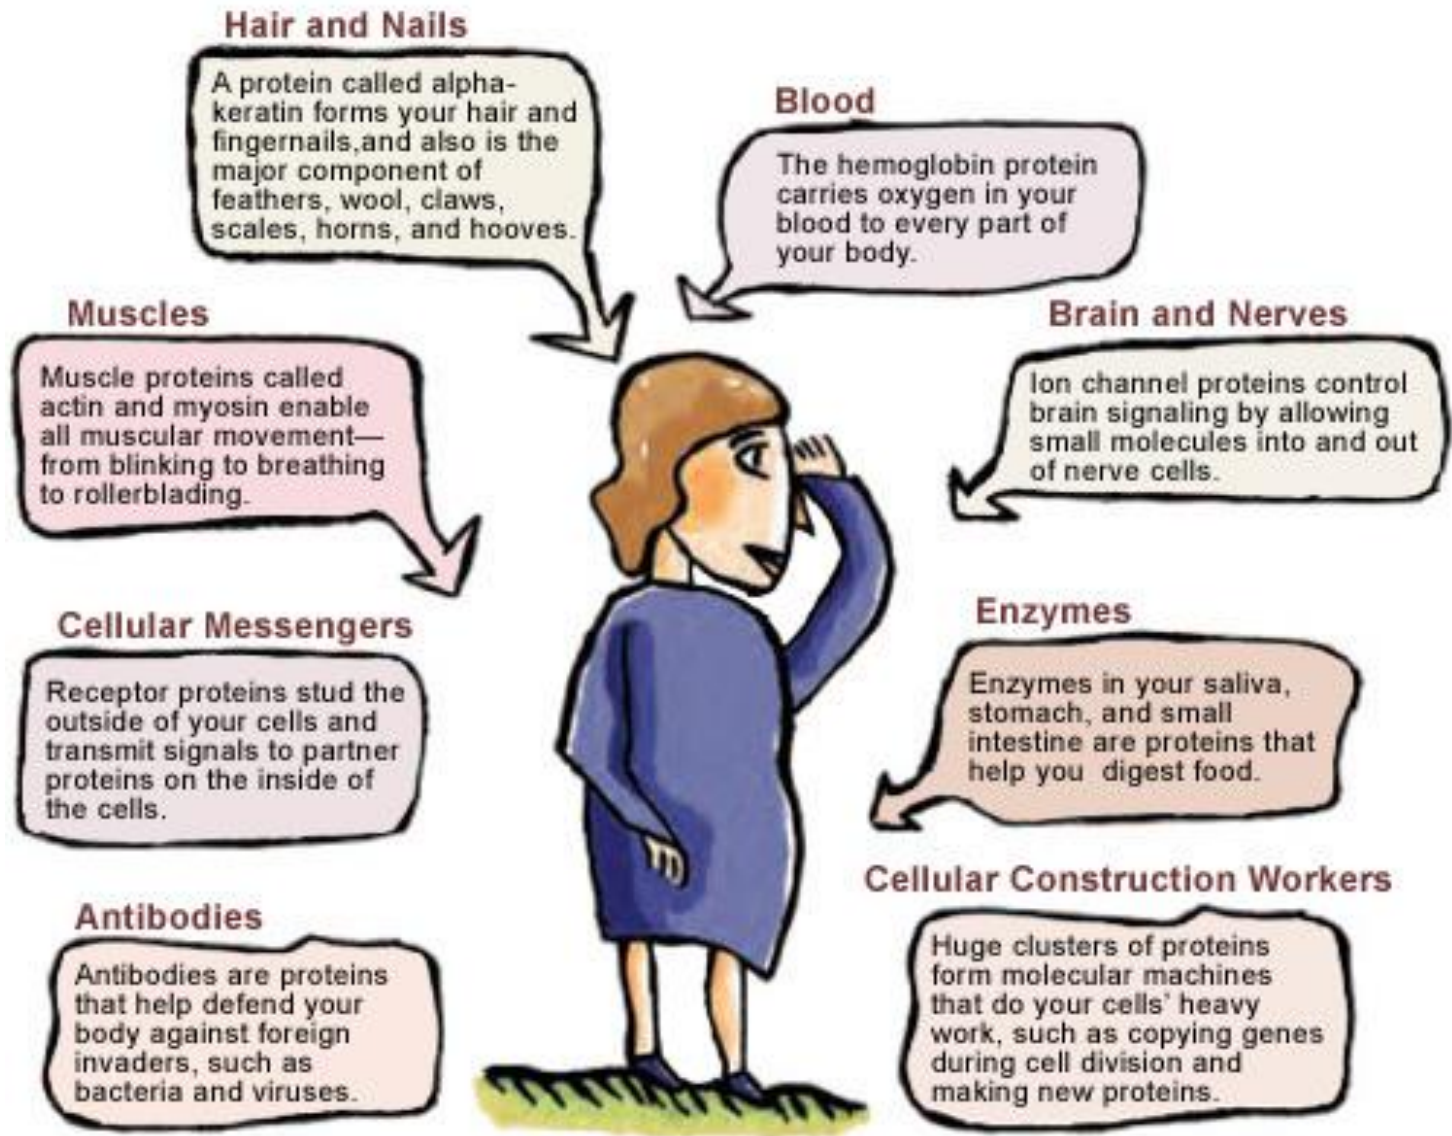 Hair and Nails
A protein called alpha-
keratin forms your hair and
fingernails,and also is the
major component of
feathers, wool, claws,
scales, horns, and hooves.
Blood
The hemoglobin protein
carries oxygen in your
blood to every part of
your body.
Muscles
Muscle proteins called
actin and myosin enable
all muscular movement—
from blinking to breathing
to rollerblading.
Brain and Nerves
Ion channel proteins control
brain signaling by allowing
small molecules into and out
of nerve cells.
Cellular Messengers
Receptor proteins stud the
outside of your cells and
transmit signals to partner
proteins on the inside of
the cells.
Enzymes
Enzymes in your saliva,
stomach, and small
intestine are proteins that
help you digest food.
Antibodies
Antibodies are proteins
that help defend your
body against foreign
invaders, such as
bacteria and viruses.
Cellular Construction Workers
Huge clusters of proteins
form molecular machines
that do your cells’ heavy
work, such as copying genes
during cell division and
making new proteins.